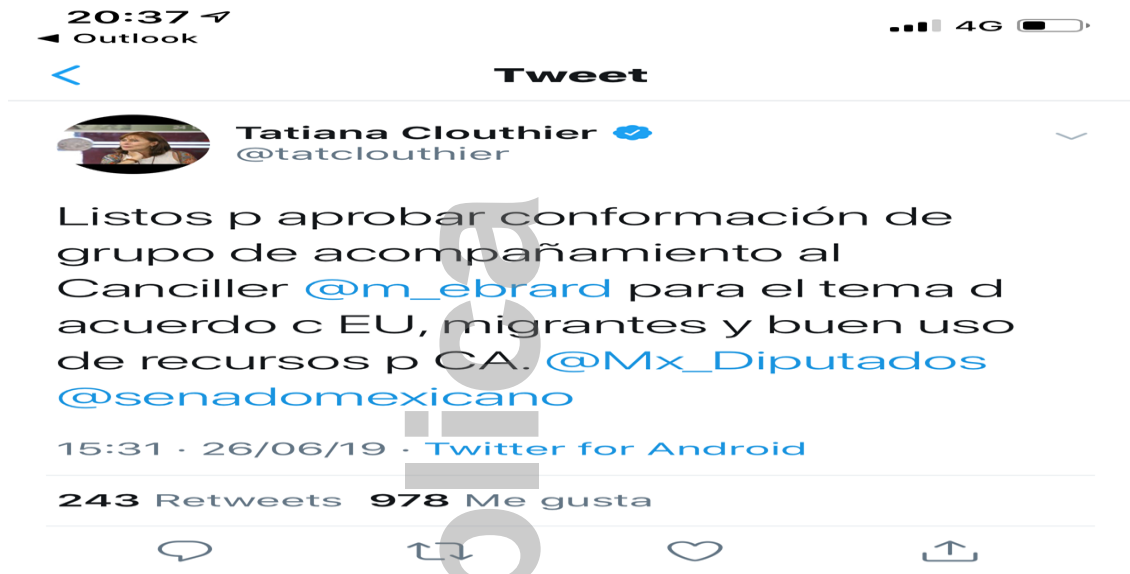 20:37
Outlook
4G
Tweet
Tatiana Clouthier
@tatclouthier
Listos p aprobar conformación de
grupo de acompañamiento al
Canciller @m_ebrard para el tema d
acuerdo c EU, migrantes y buen uso
de recursos p CA. @Mx_Diputados
@senadomexicano
15:31 · 26/06/19 · Twitter for Android
243 Retweets 978 Me gusta
olica